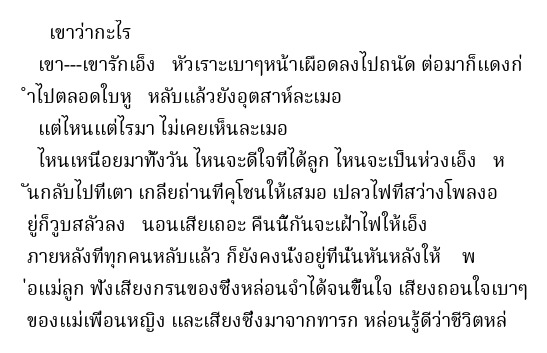 เขาว่ากะไร
เขา---เขารักเอ็ง หัวเราะเบาๆหน้าเผือดลงไปถนัด ต่อมาก็แดงก่
ำไปตลอดใบหู หลับแล้วยังอุตสาห์ละเมอ
แต่ไหนแต่ไรมา ไม่เคยเห็นละเมอ
ไหนเหนื่อยมาทั้งวัน ไหนจะดีใจที่ได้ลูก ไหนจะเป็นห่วงเอ็ง ห
ันกลับไปที่เตา เกลี่ยถ่านที่คุโชนให้เสมอ เปลวไฟที่สว่างโพลงอ
ยู่ก็วูบสลัวลง นอนเสียเถอะ คืนนี้กันจะเฝ้าไฟให้เอ็ง
ภายหลังที่ทุกคนหลับแล้ว ก็ยังคงนั่งอยู่ที่นั่นหันหลังให้ พ
่อแม่ลูก ฟังเสียงกรนของซึ่งหล่อนจำได้จนขึ้นใจ เสียงถอนใจเบาๆ
ของแม่เพื่อนหญิง และเสียงซึ่งมาจากทารก หล่อนรู้ดีว่าชีวิตหล่